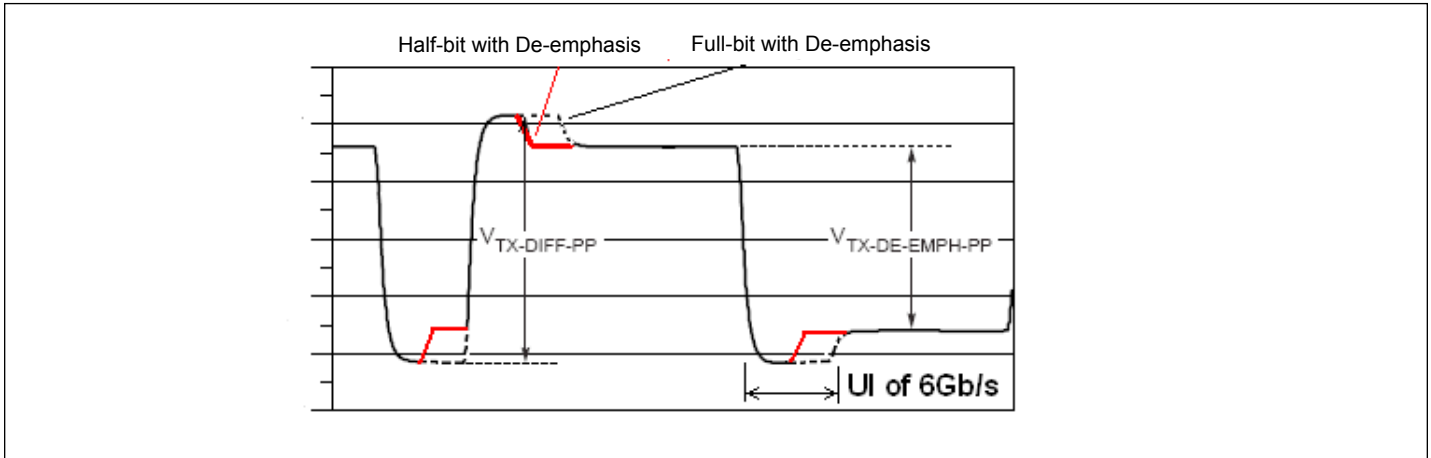 Half-bit with De-emphasis
Full-bit with De-emphasis
VTX-DIFF-PP
VTX-DE-EMPH-PP
UI of 6Gb/s